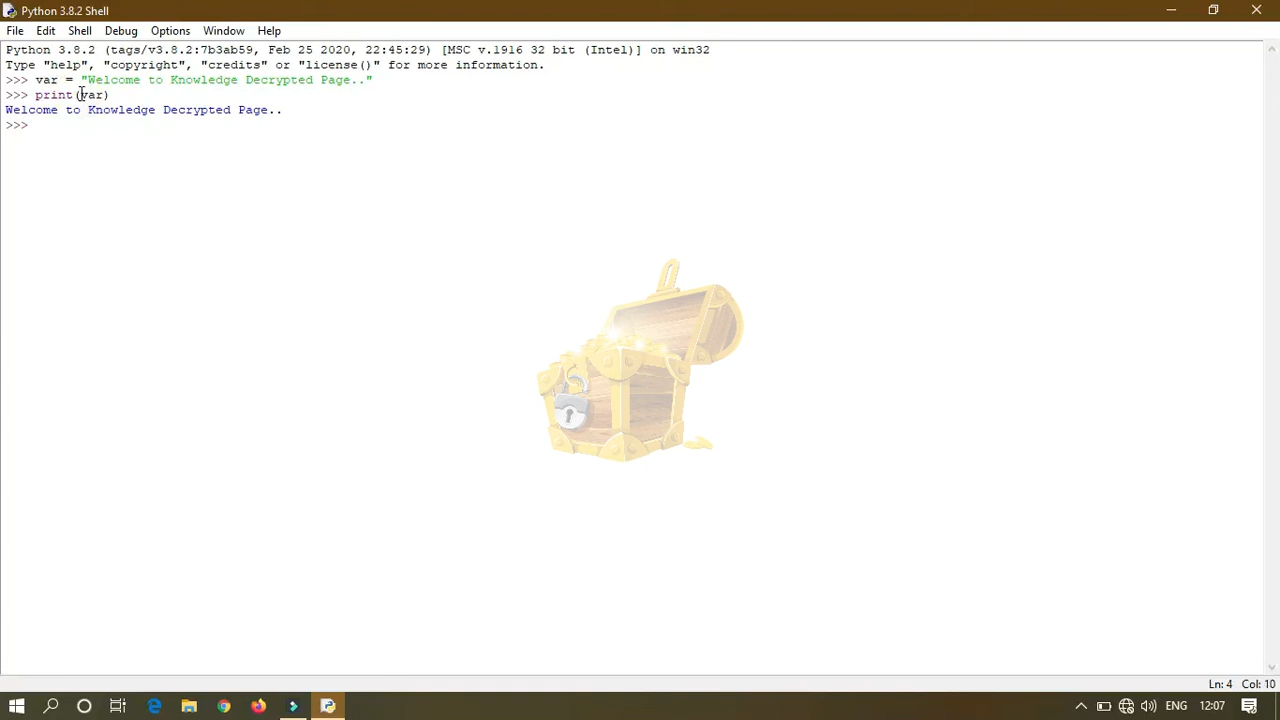 Python 3.8.2 Shell
File Edit Shell Debug Options Window Help
Python 3.8.2 (tags/v3.8.2:7b3ab59, Feb 25 2020, 22:45:29) [MSC v.1916 32 bit (Intel)] on win32
Type "help", "copyright", "credits" or "license()" for more information.
>>> var = "Welcome to Knowledge Decrypted Page.."
>>> print(var)
Welcome to Knowledge Decrypted Page..
>>>
Ln: 4 Col: 10
ENG 12:07